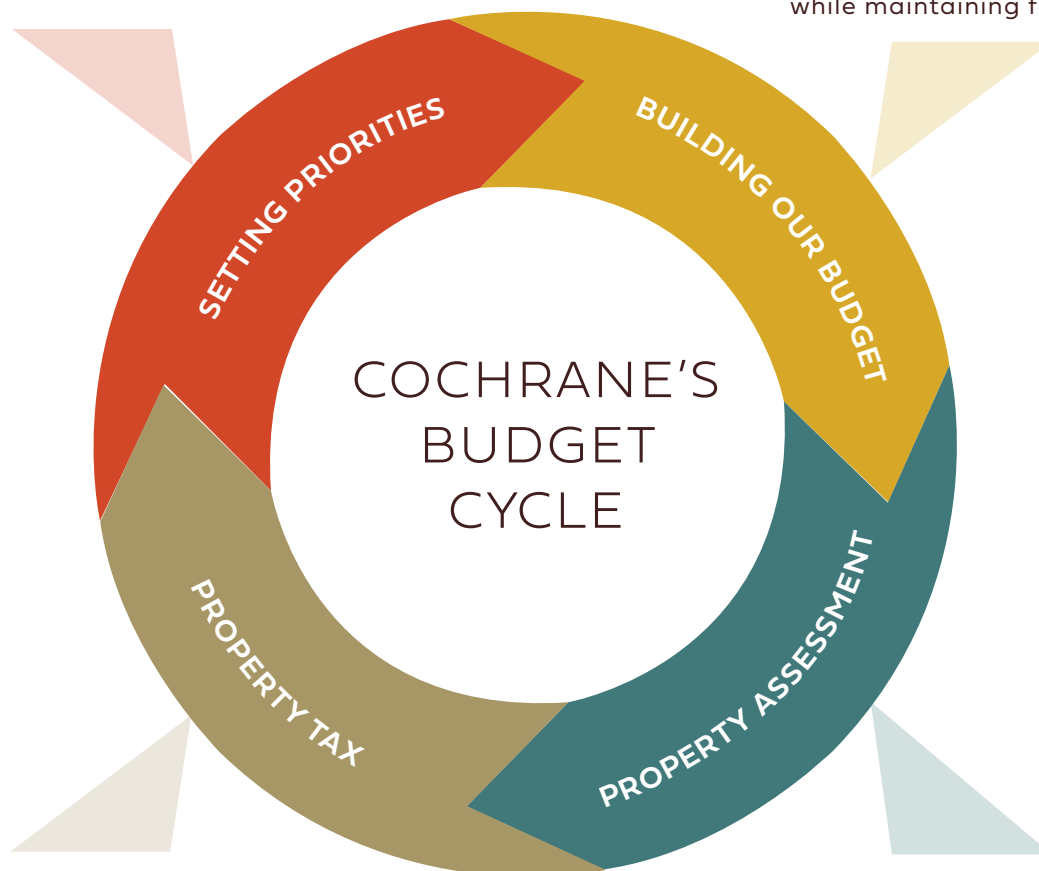 while maintaining f
SETTING PRIORITIES
BUILDING OUR BUDGET
COCHRANE'S
BUDGET
CYCLE
PROPERTY TAX
PROPERTY ASSESSMENT